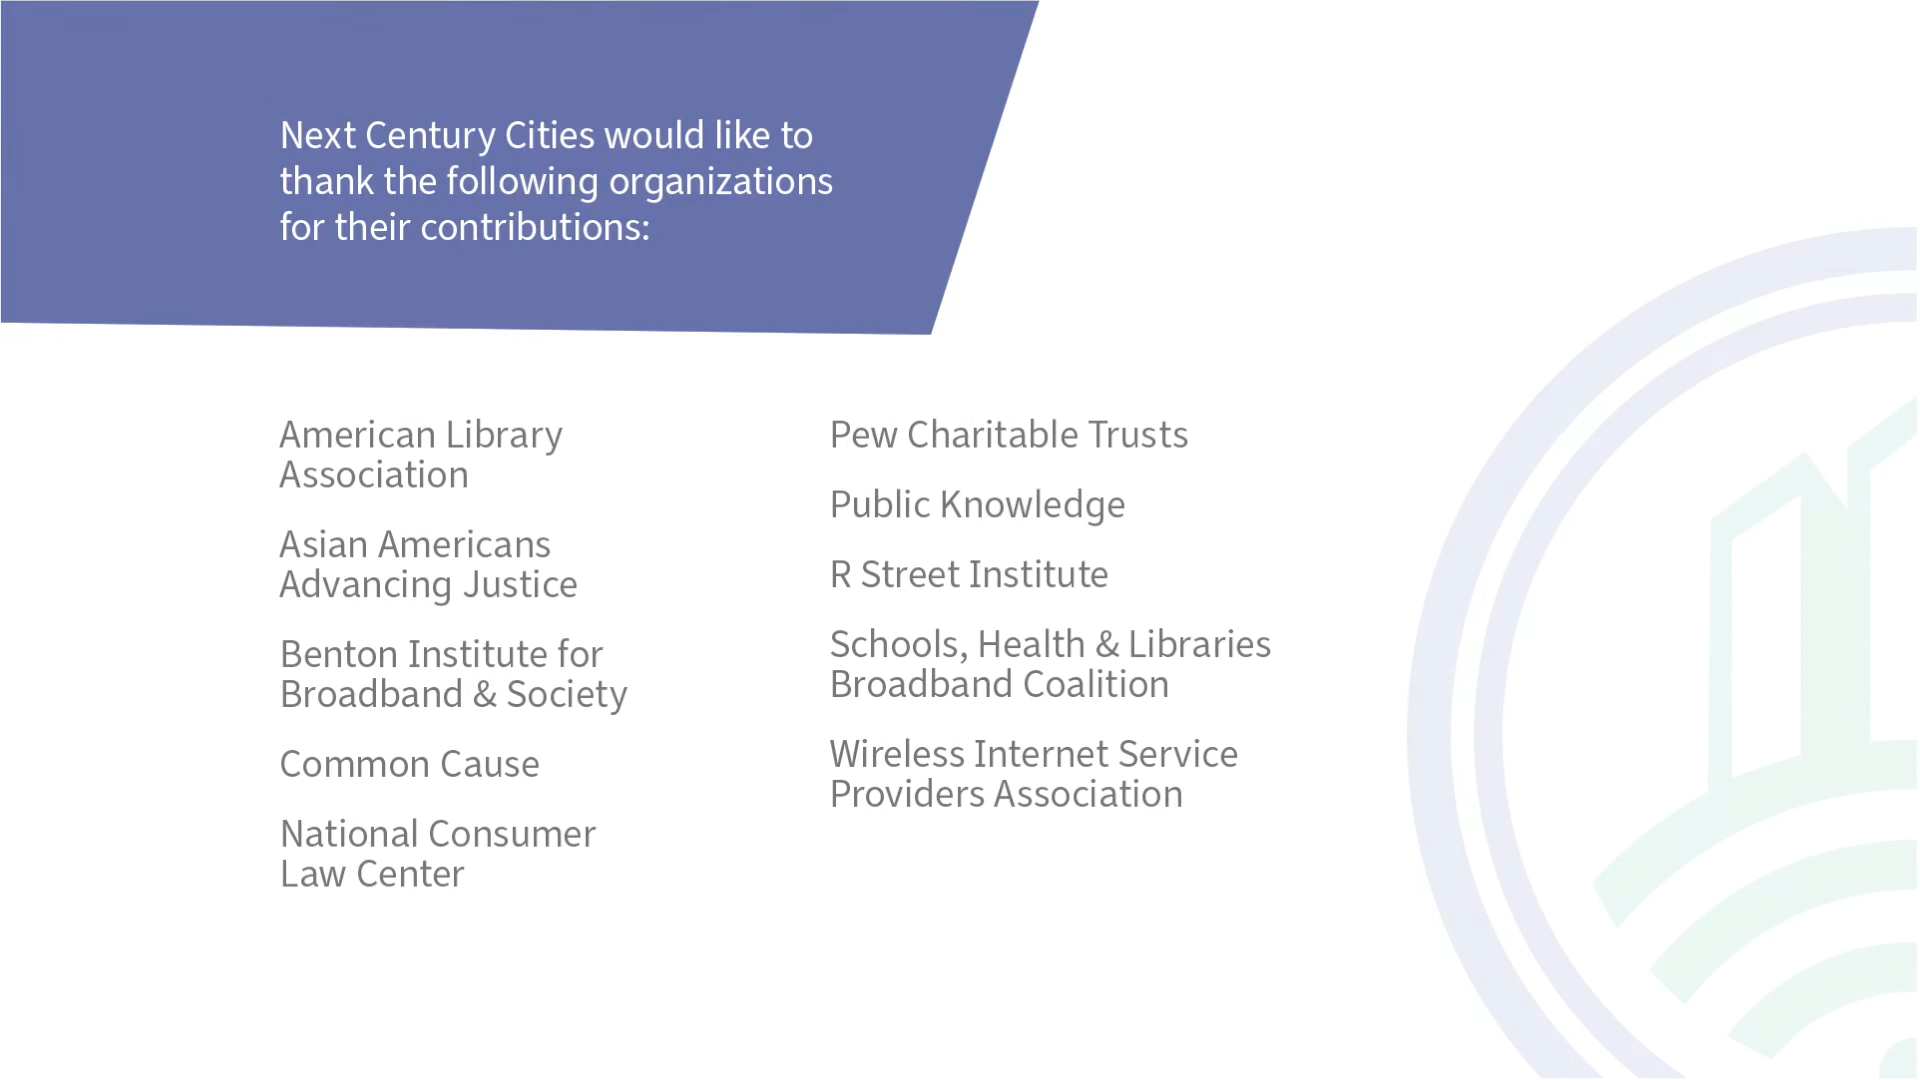 Next Century Cities would like to
thank the following organizations
for their contributions:
American Library
Association
Asian Americans
Advancing Justice
Benton Institute for
Broadband & Society
Common Cause
National Consumer
Law Center
Pew Charitable Trusts
Public Knowledge
R Street Institute
Schools, Health & Libraries
Broadband Coalition
Wireless Internet Service
Providers Association